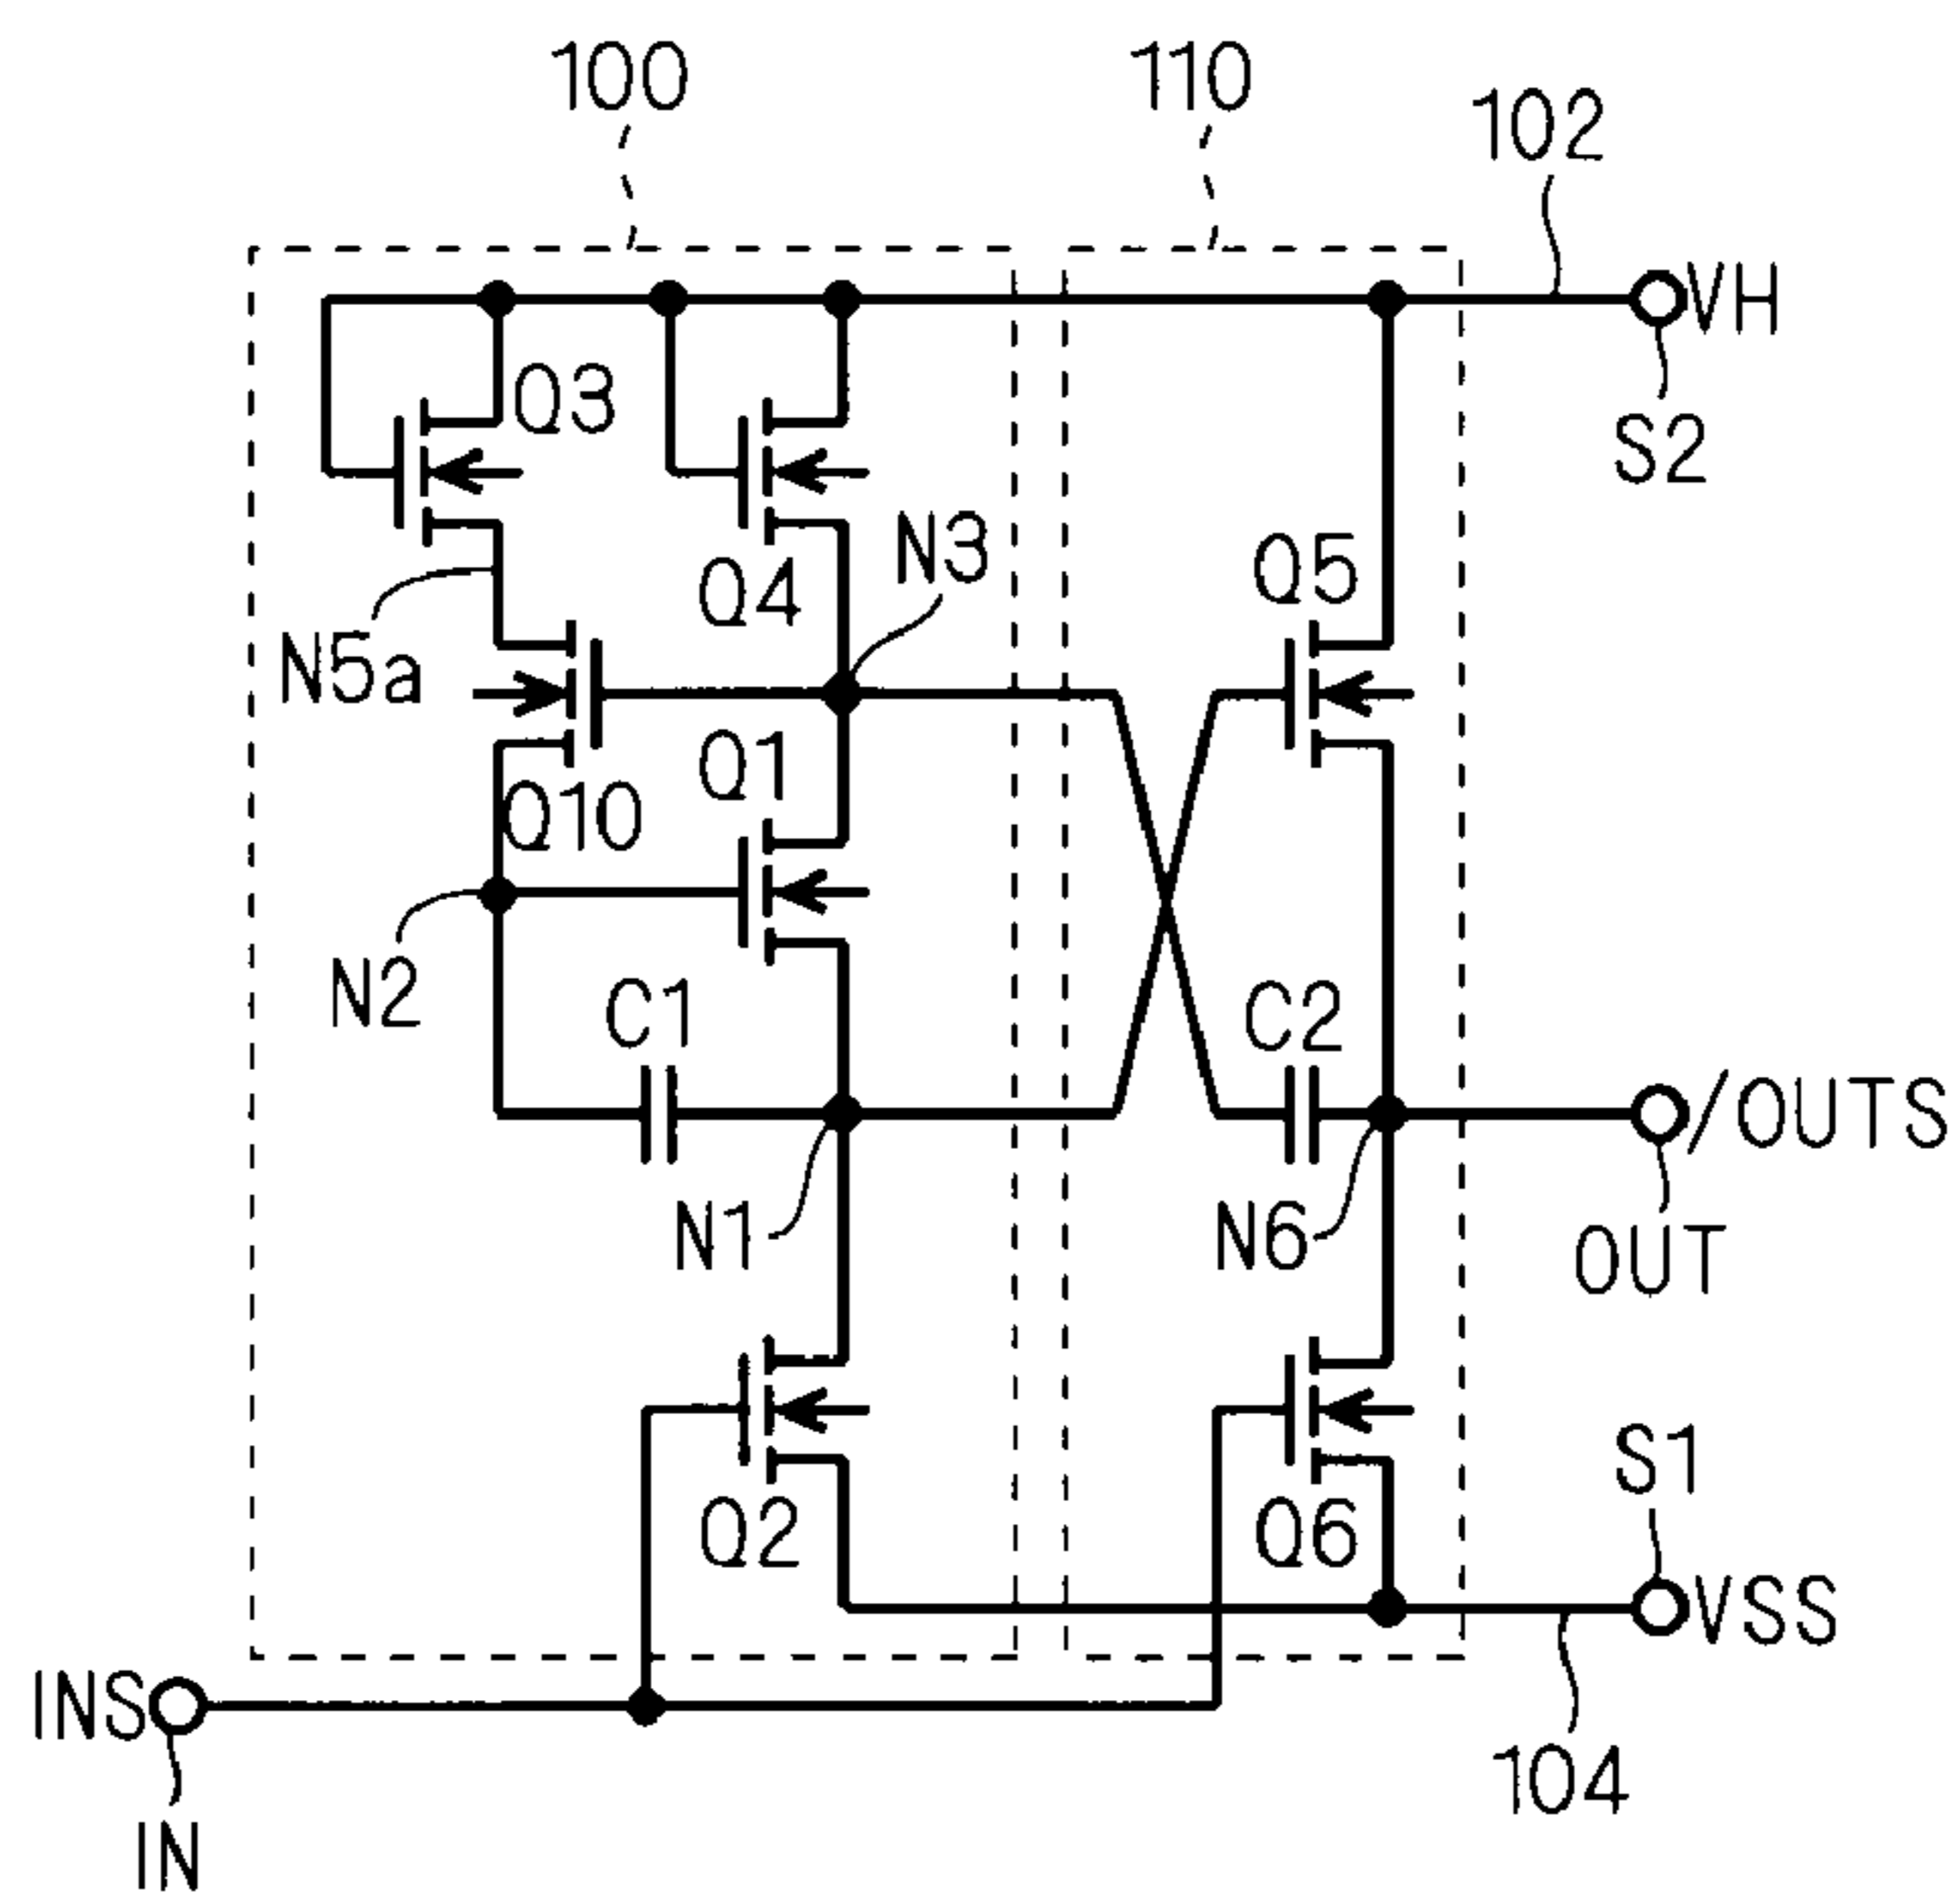 100
110
102
VH
S2
Q3
Q4
N3
Q5
N5a
Q1
Q10
N2
C1
C2
/OUTS
OUT
N1
N6
S1
Q2
Q6
VSS
INS
IN
104